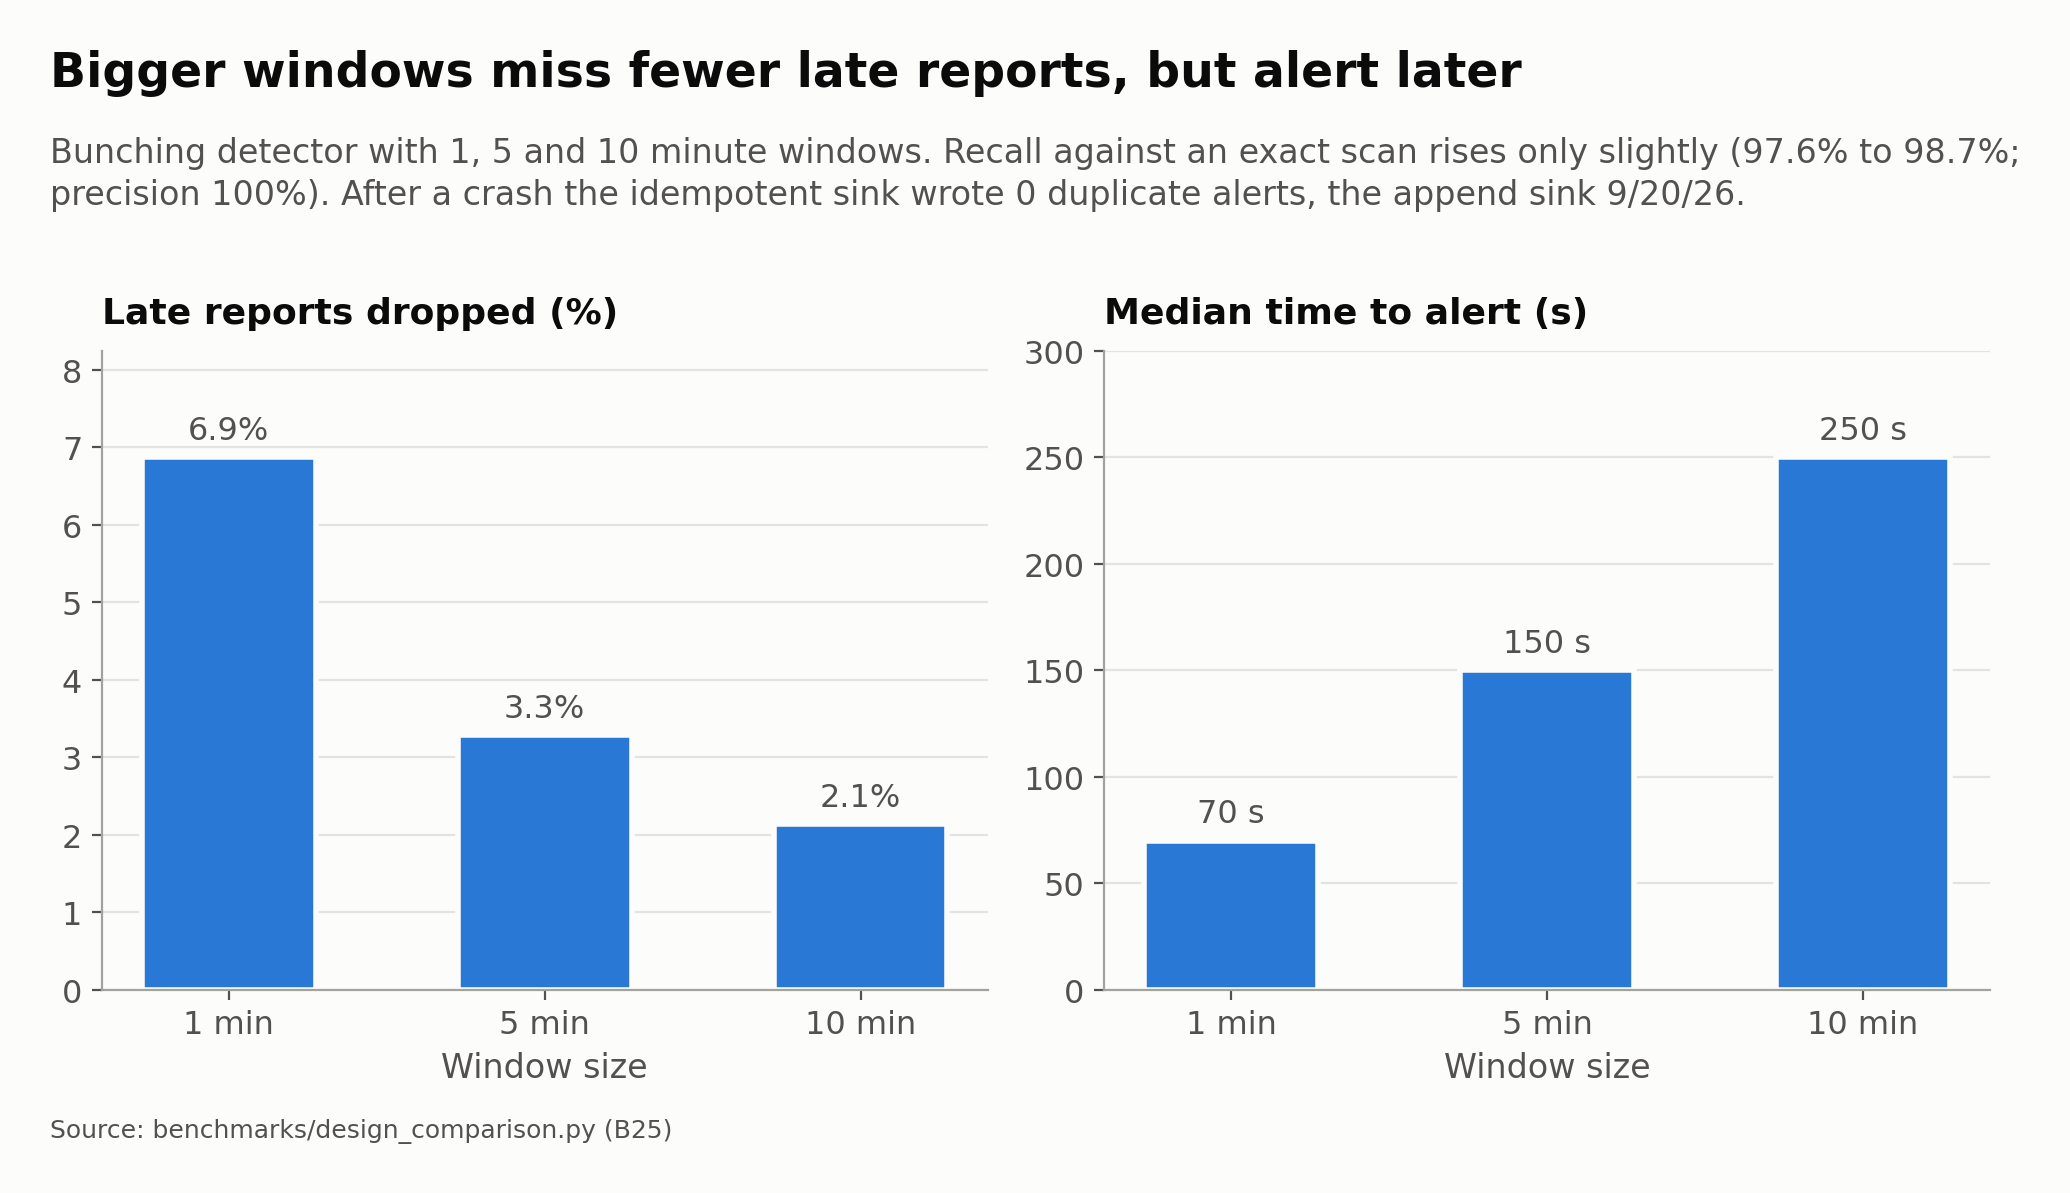 Bigger windows miss fewer late reports, but alert later
Bunching detector with 1, 5 and 10 minute windows. Recall against an exact scan rises only slightly (97.6% to 98.7%;
precision 100%). After a crash the idempotent sink wrote 0 duplicate alerts, the append sink 9/20/26.
Late reports dropped (%)
8
7
6
5
4
3
2
1
0
6.9%
3.3%
2.1%
1 min
5 min
10 min
Window size
Median time to alert (s)
300
250
200
150
100
50
0
70 s
150 s
250 s
1 min
5 min
10 min
Window size
Source: benchmarks/design_comparison.py (B25)